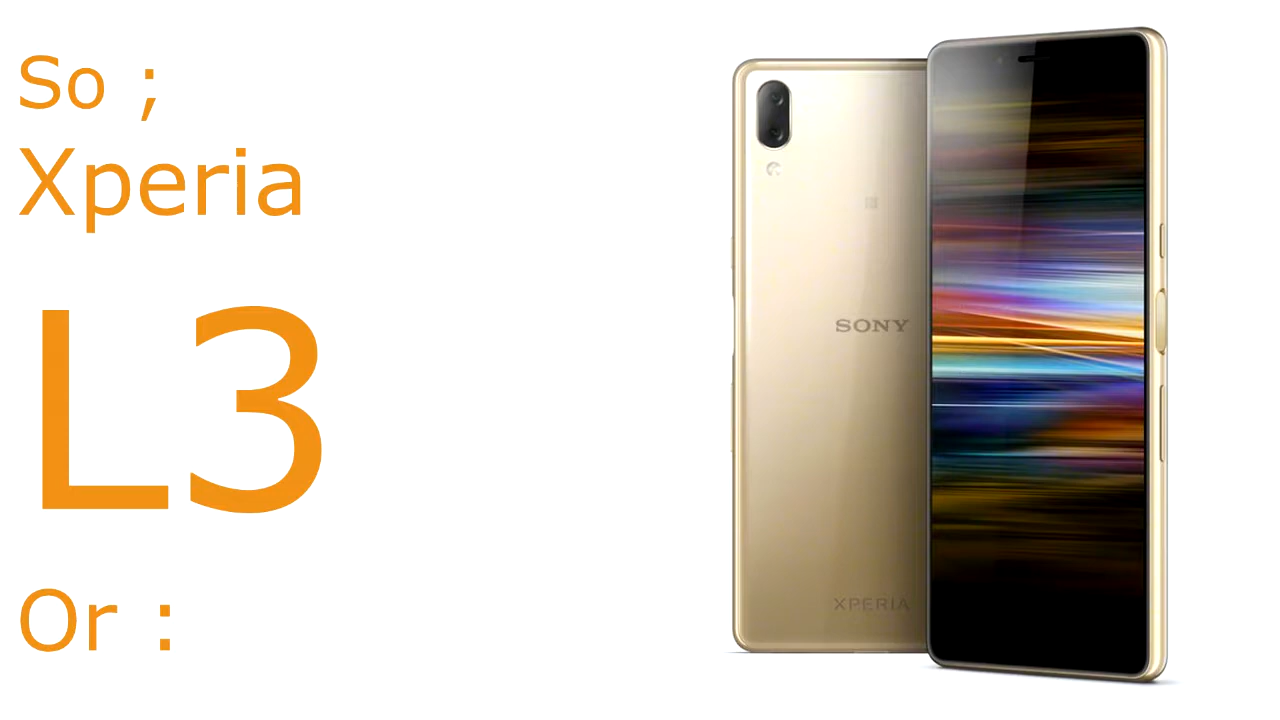 So ;
Xperia
L3
Or :
SONY
XPERIA